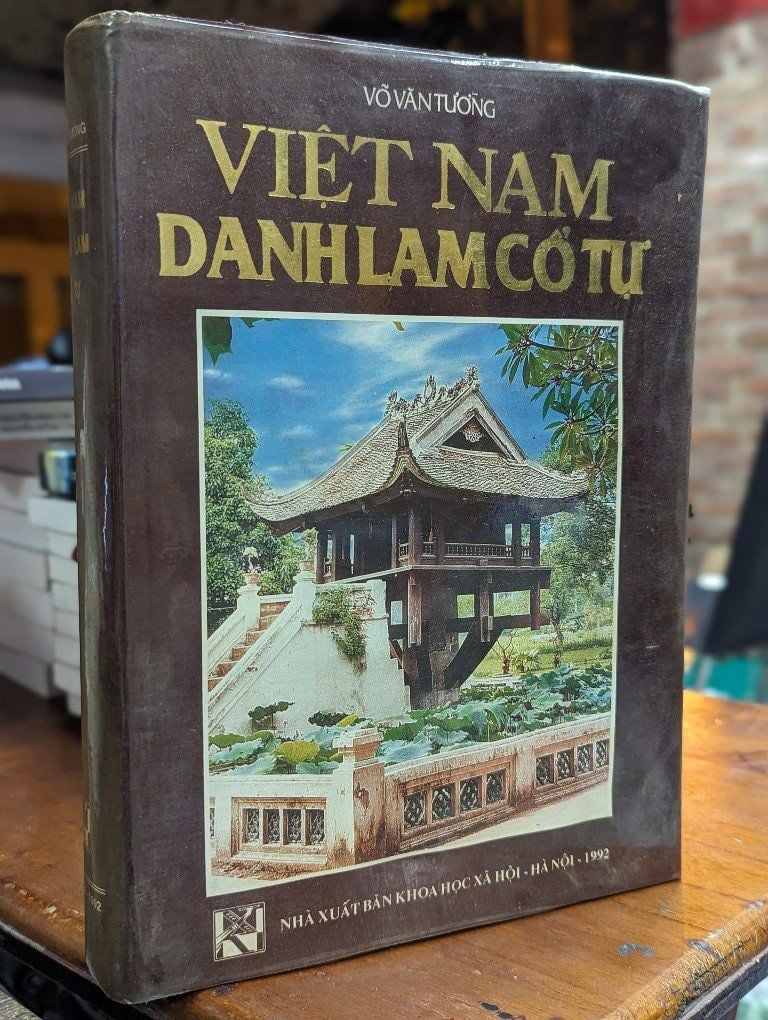 VÕ VĂN TƯỜNG
VIỆT NAM
DANH LAM CỔ TỰ
NHÀ XUẤT BẢN KHOA HỌC XÃ HỘI - HÀ NỘI - 1992